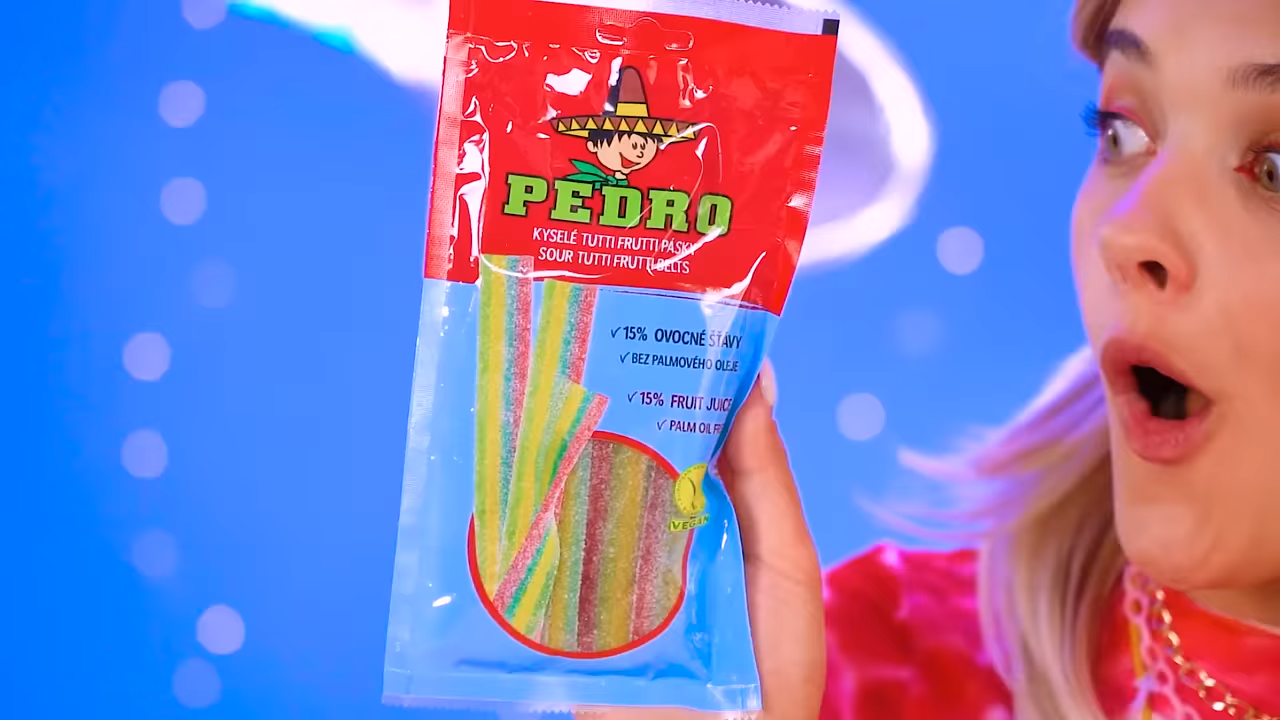 PEDRO
KYSELÉ TUTTI FRUTTI PÁSKY
SOUR TUTTI FRUTTI BELTS
✓ 15% OVOCNÉ ŠŤÁVY
✓ BEZ PALMOVÉHO OLEJE
✓ 15% FRUIT JUICE
✓ PALM OIL
VEGAN